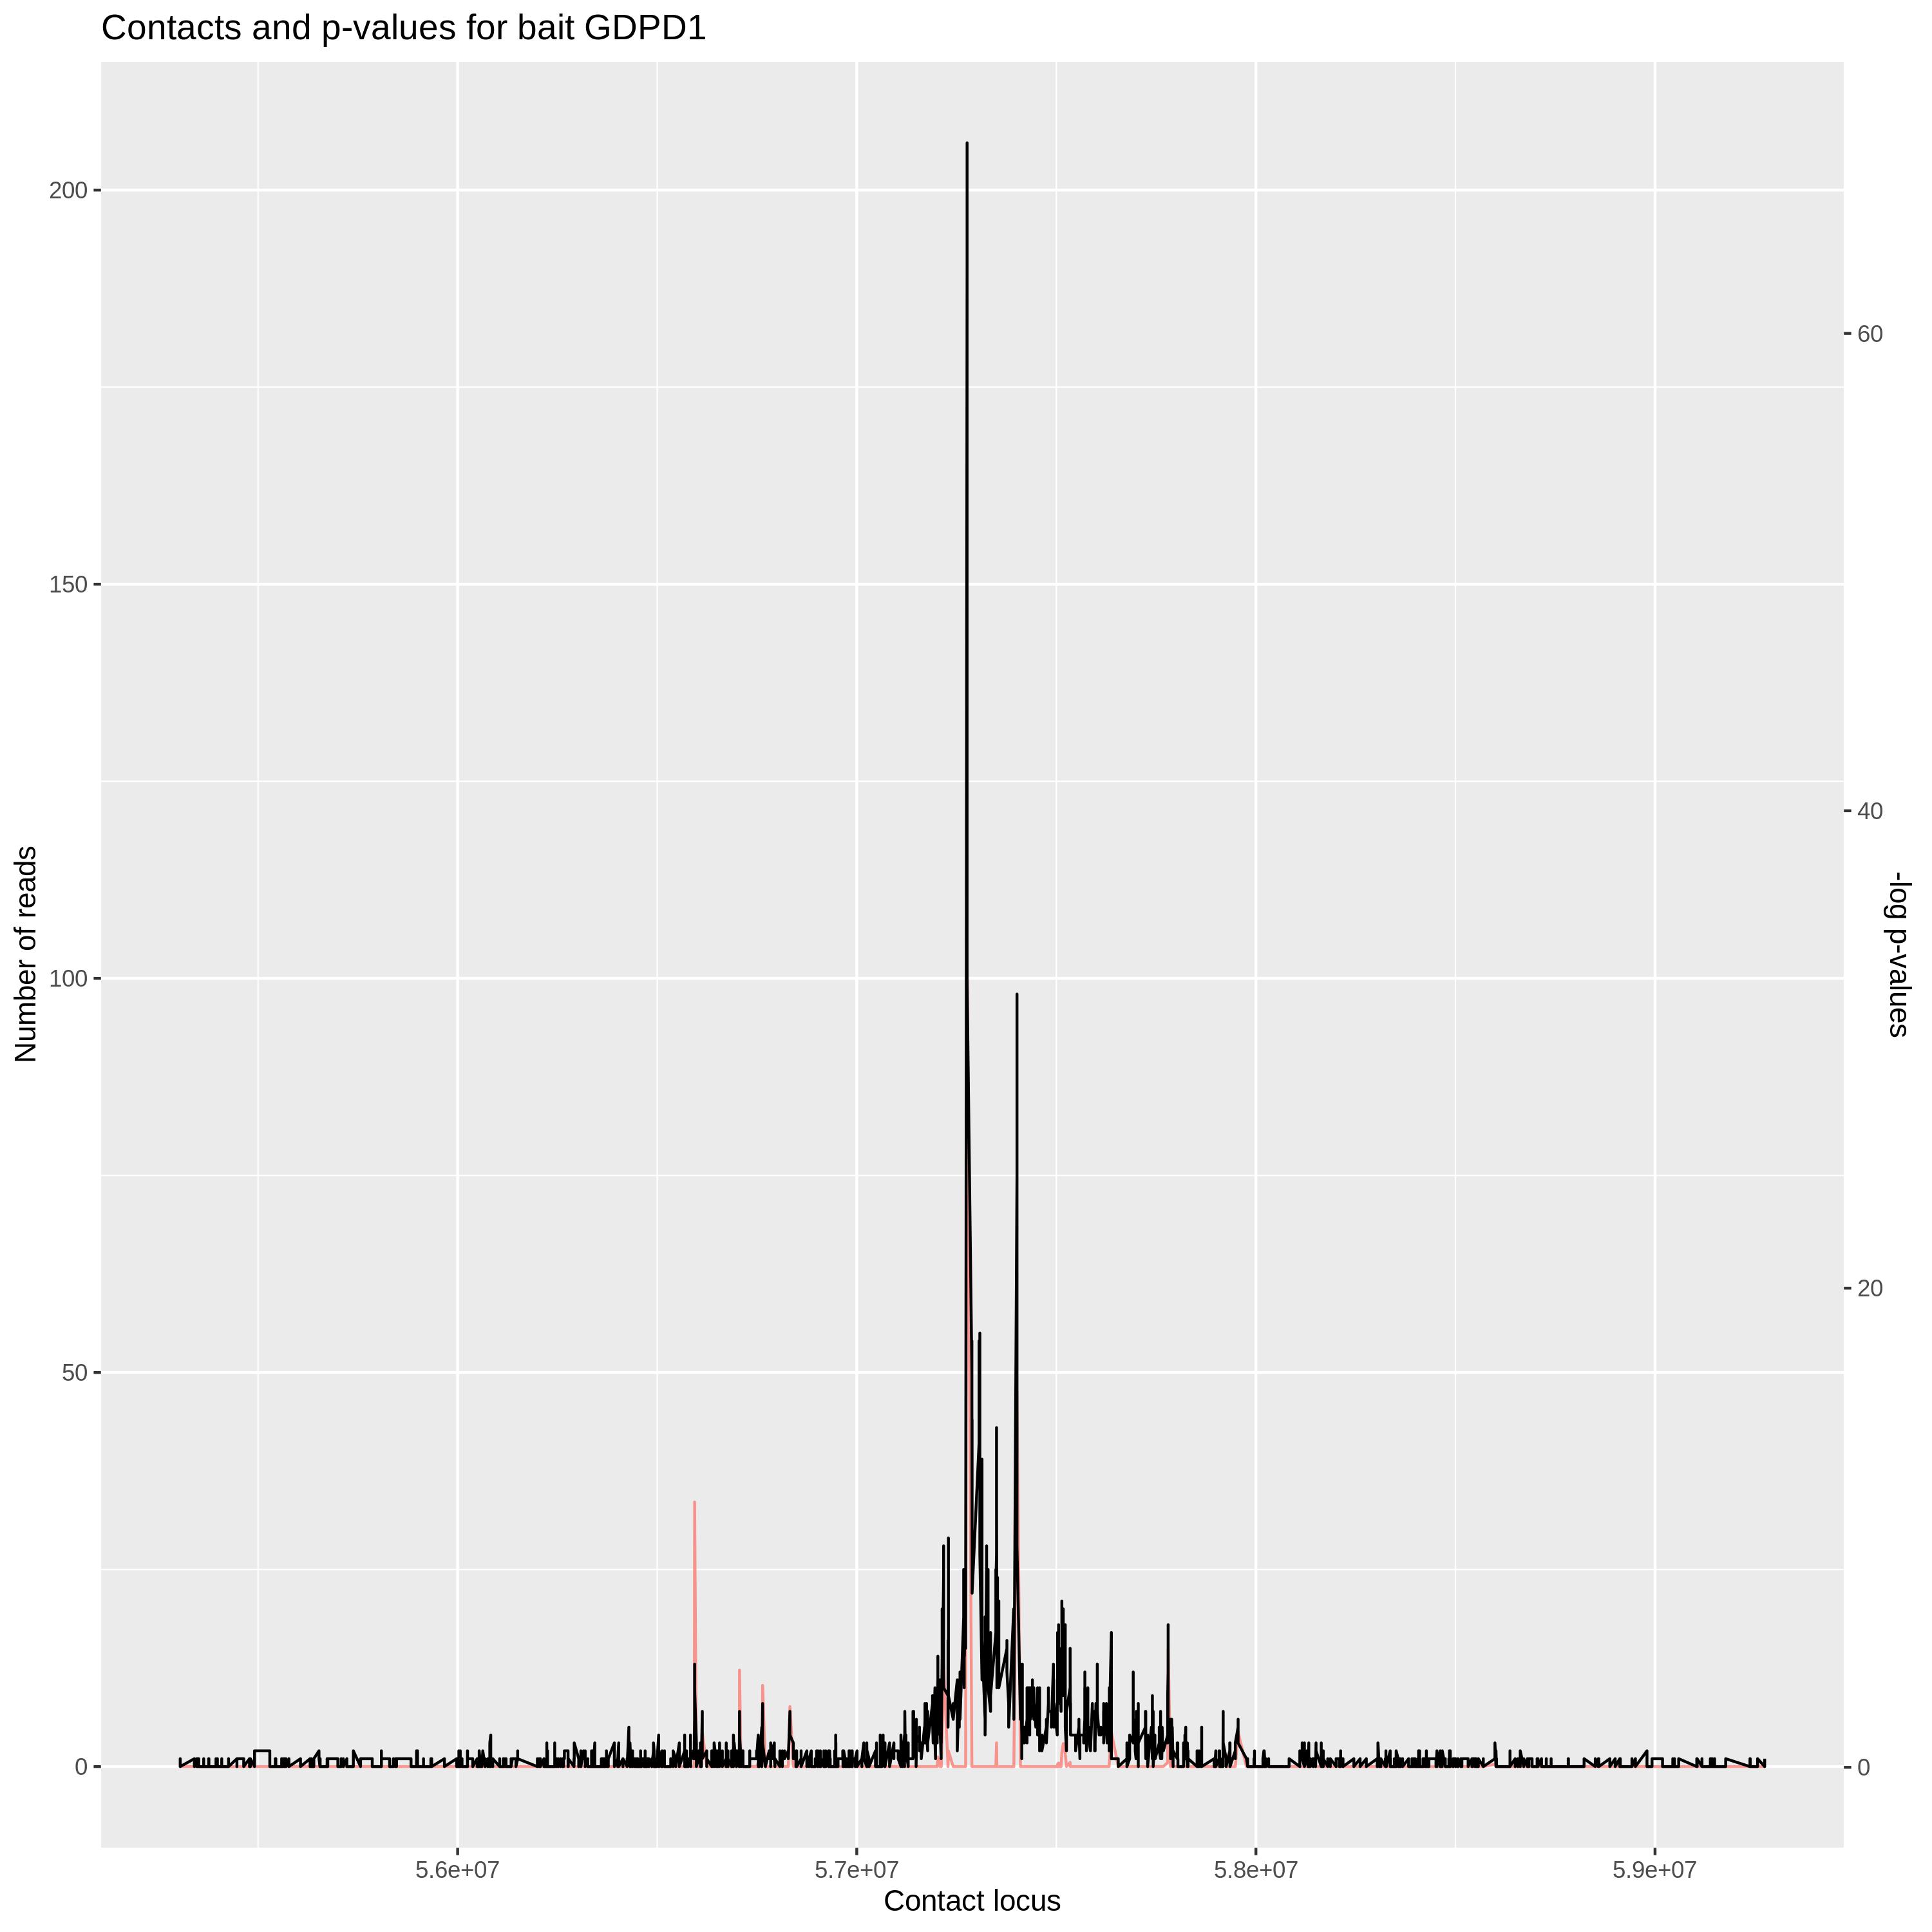 Contacts and p-values for bait GDPD1
200
150
100
50
0
Number of reads
60
40
20
0
-log p-values
5.6e+07
5.7e+07
5.8e+07
5.9e+07
Contact locus